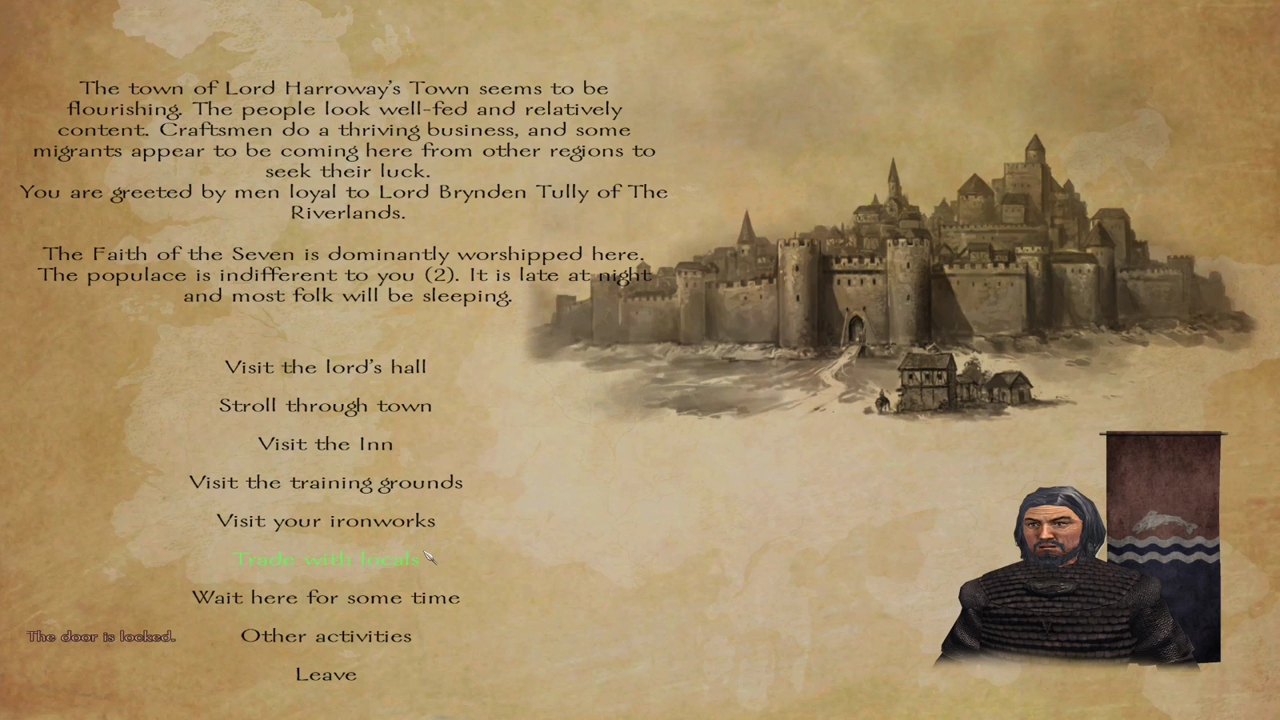 The town of Lord Harroway's Town seems to be
flourishing. The people look well-fed and relatively
content. Craftsmen do a thriving business, and some
migrants appear to be coming here from other regions to
seek their luck.
You are greeted by men loyal to Lord Brynden Tully of The
Riverlands.
The Faith of the Seven is dominantly worshipped here.
The populace is indifferent to you (2). It is late at night
and most folk will be sleeping.
Visit the lord's hall
Stroll through town
Visit the Inn
Visit the training grounds
Visit your ironworks
Trade with locals
Wait here for some time
The door is locked.
Other activities
Leave